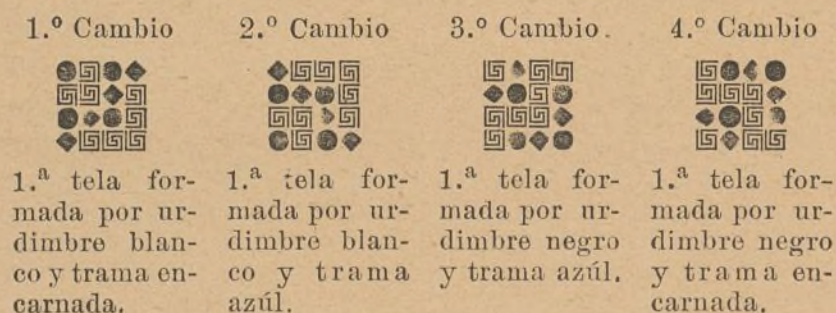 1.º Cambio
1.ª tela for-
mada por ur-
dimbre blan-
co y trama en-
carnada.
2.º Cambio
1.ª tela for-
mada por ur-
dimbre blan-
co y trama
azúl.
3.º Cambio.
1.ª tela for-
mada por ur-
dimbre negro
y trama azúl.
4.º Cambio
1.ª tela for-
mada por ur-
dimbre negro
y trama en-
carnada.